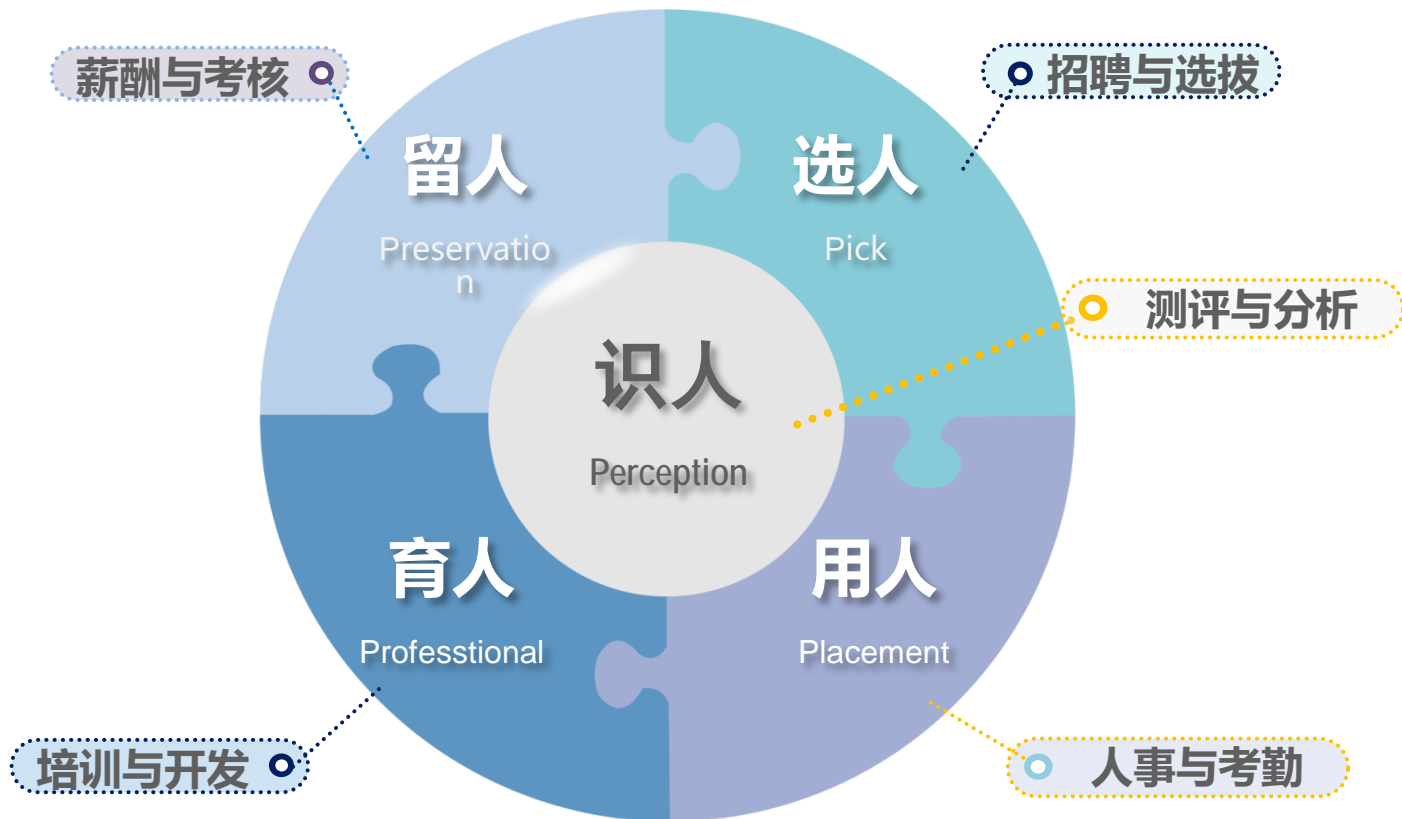 薪酬与考核
招聘与选拔
留人
Preservatio
n
选人
Pick
测评与分析
识人
Perception
育人
Professtional
用人
Placement
培训与开发
人事与考勤